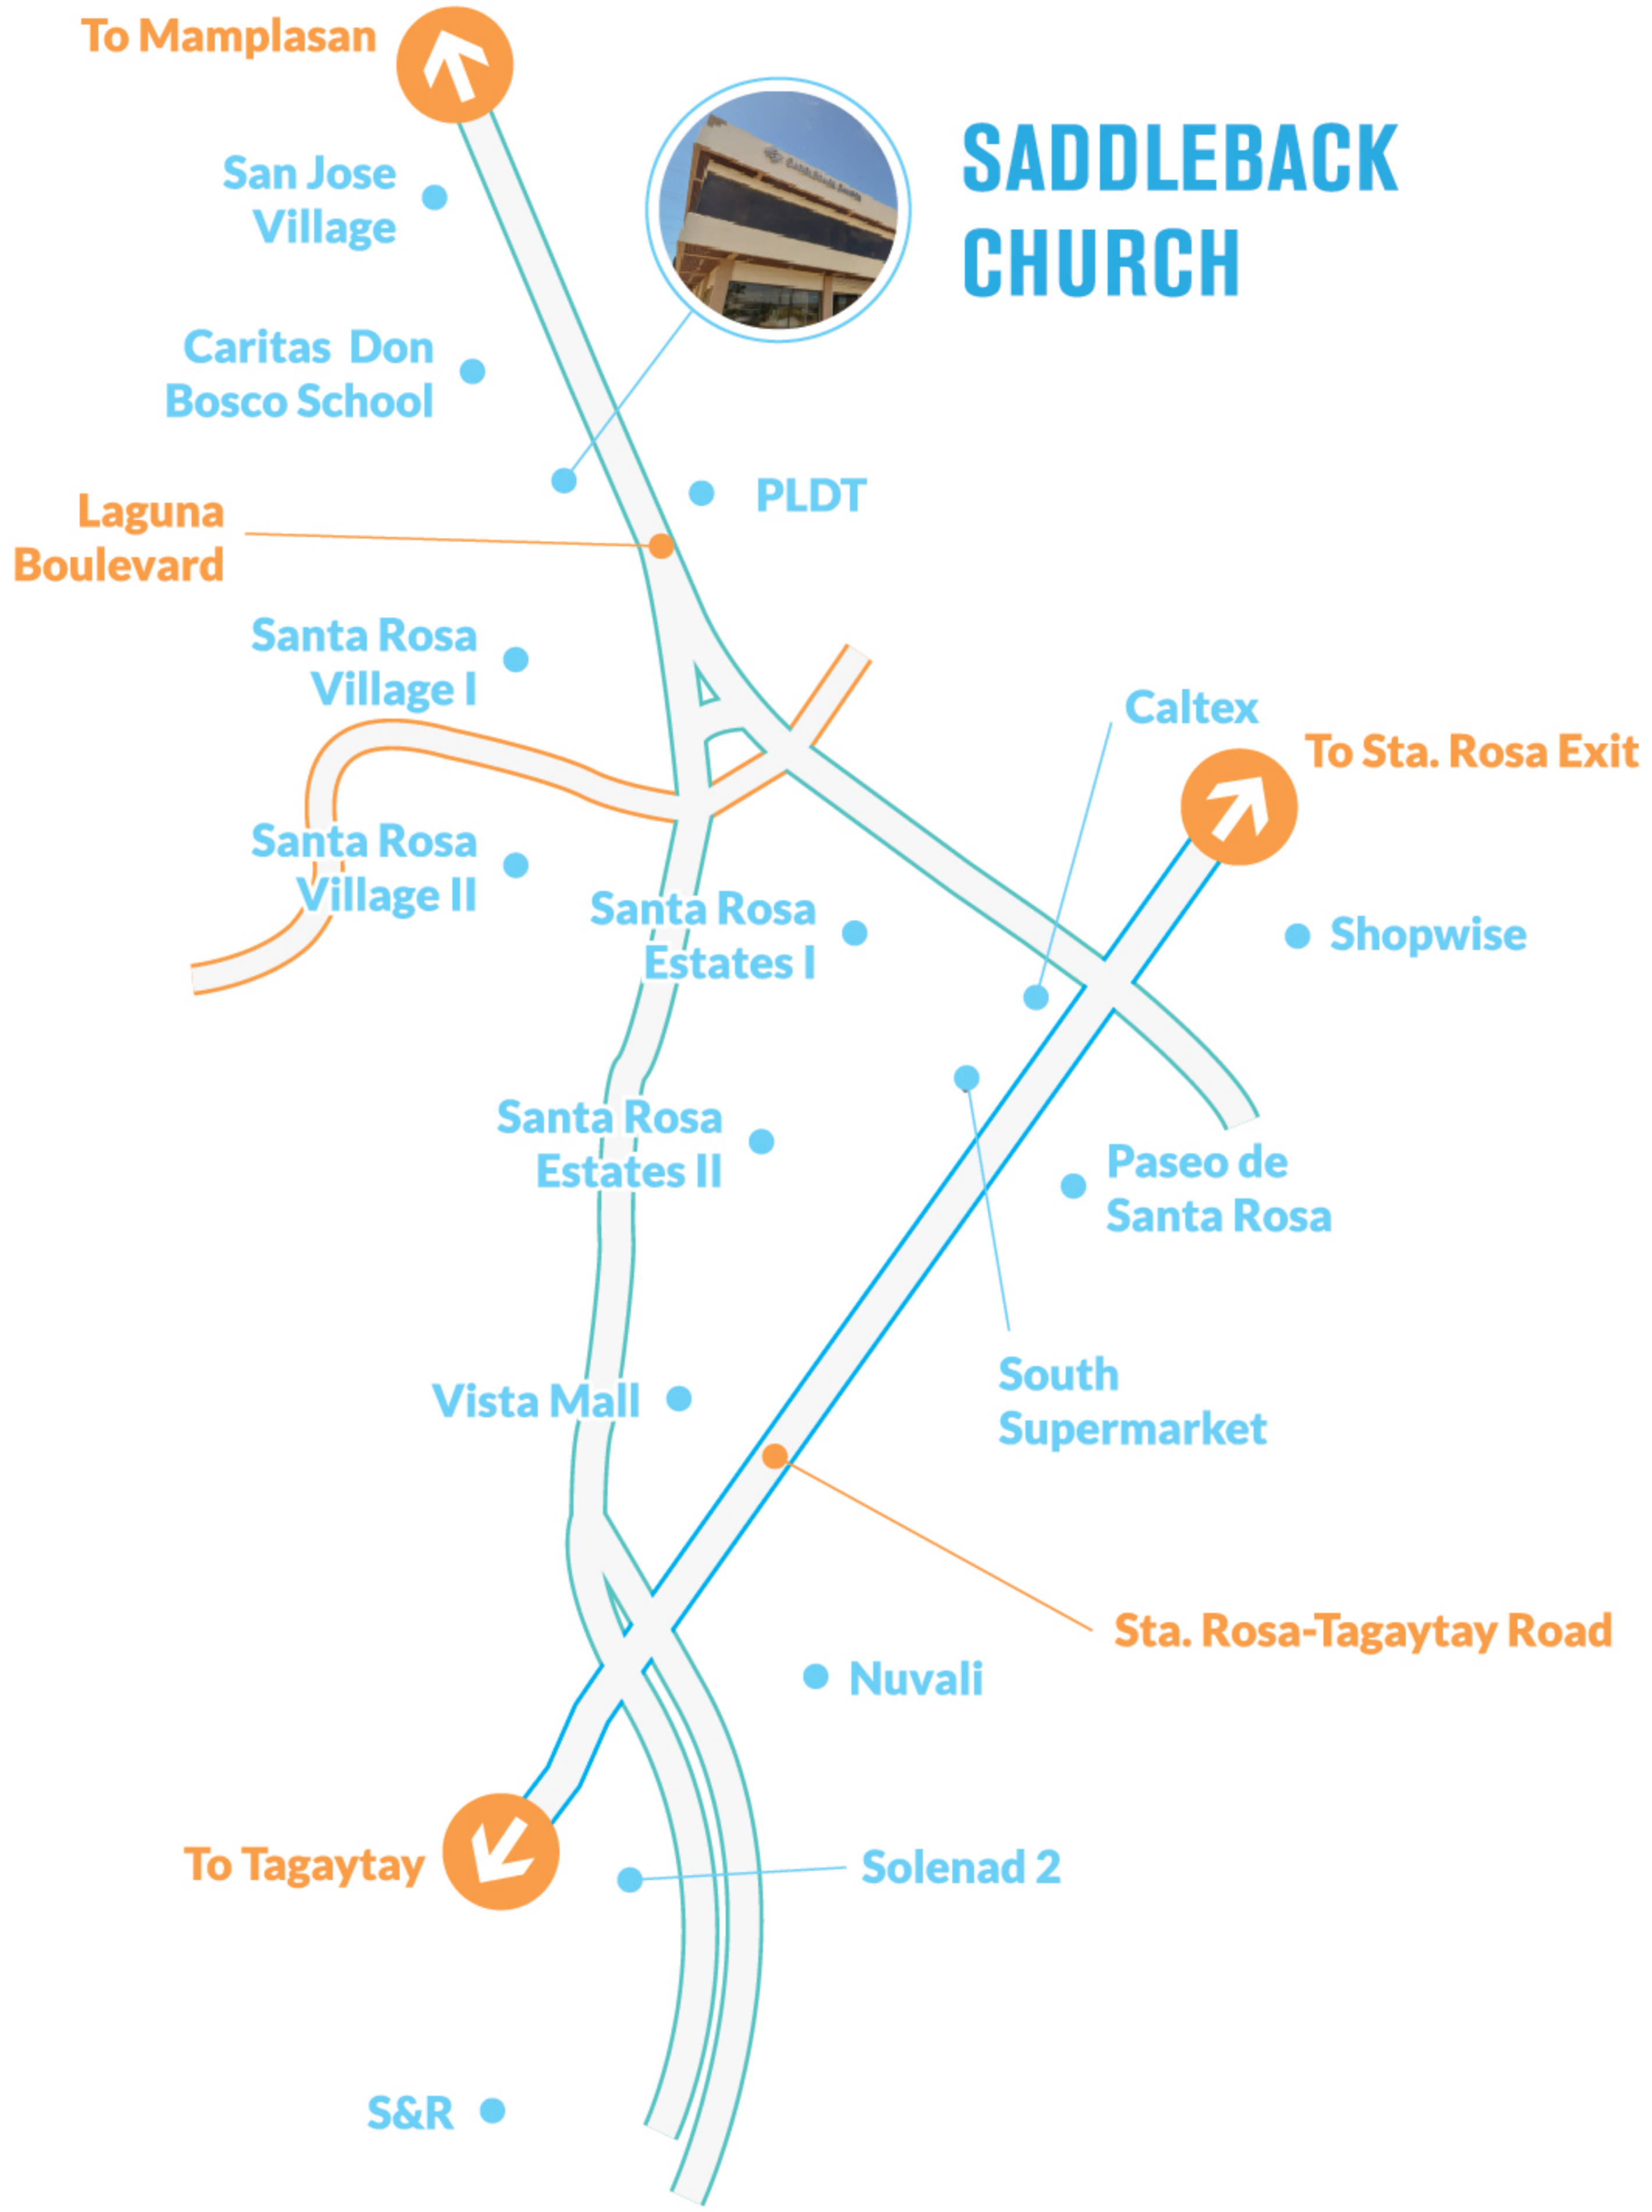 To Mamplasan
SADDLEBACK
CHURCH
San Jose
Village
Caritas Don
Bosco School
PLDT
Laguna
Boulevard
Santa Rosa
Village I
Caltex
To Sta. Rosa Exit
Santa Rosa
Village II
Santa Rosa
Estates I
Shopwise
Santa Rosa
Estates II
Paseo de
Santa Rosa
South
Supermarket
Vista Mall
Sta. Rosa-Tagaytay Road
Nuvali
To Tagaytay
Solenad 2
S&R